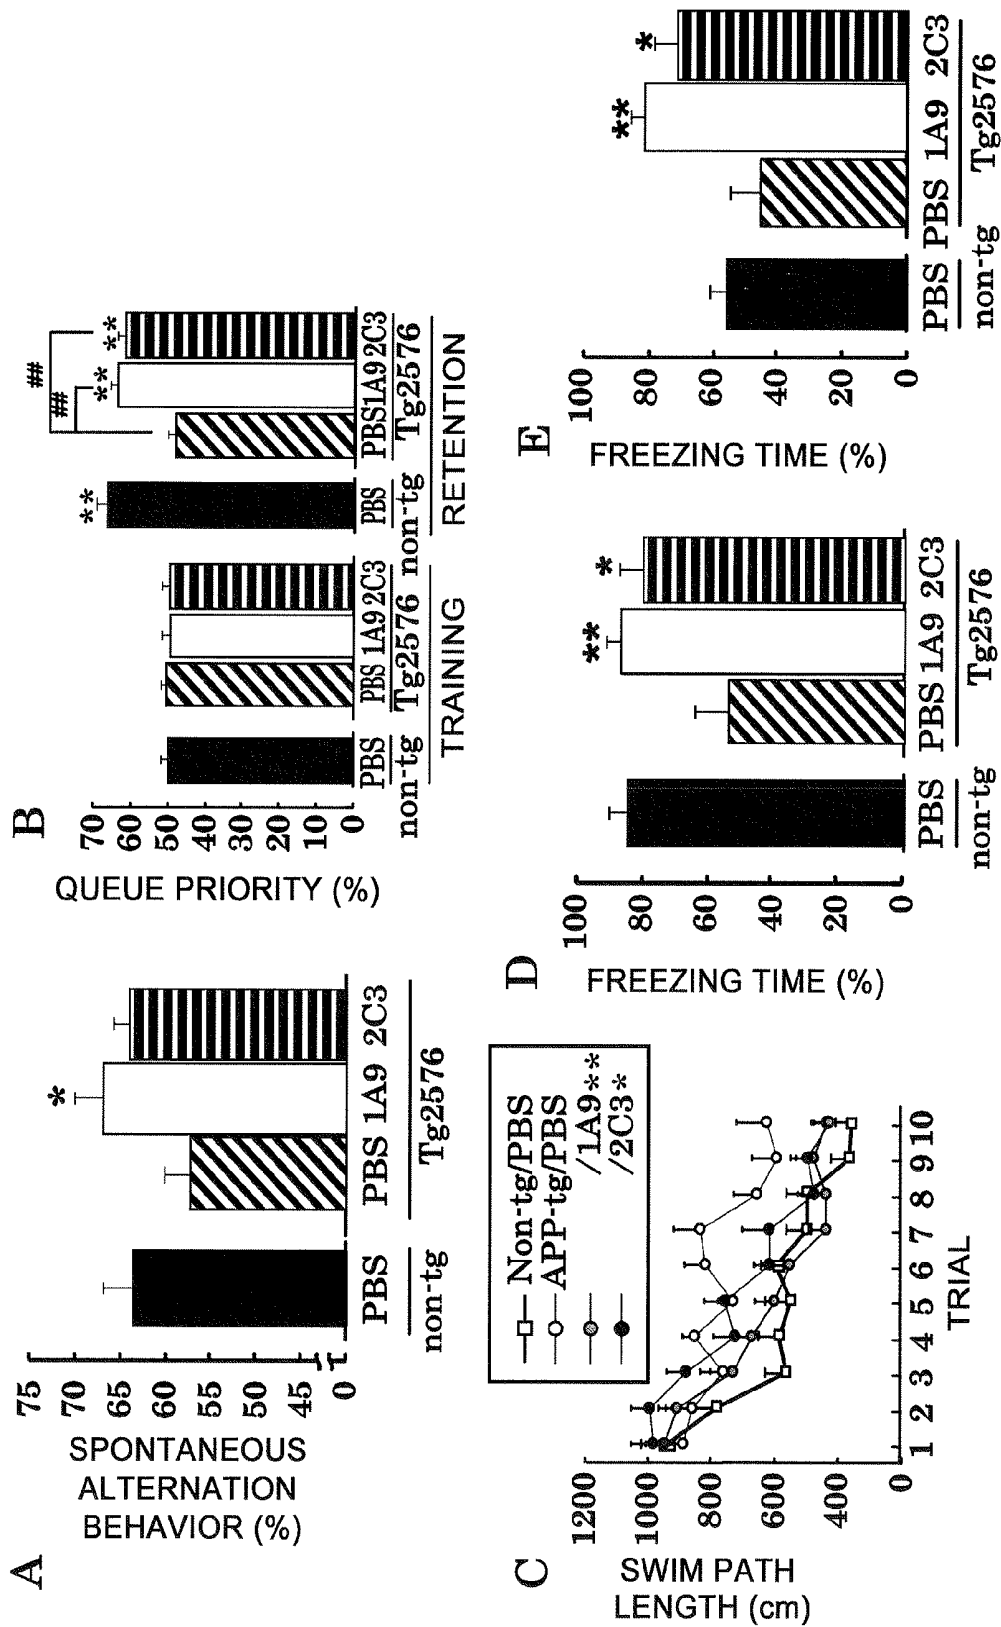 A
SPONTANEOUS
ALTERNATION
BEHAVIOR (%)
75
70
65
60
55
50
45
0
PBS
PBS 1A9 2C3
non-tg
Tg2576
*
B
QUEUE PRIORITY (%)
70
60
50
40
30
20
10
0
PBS
PBS 1A9 2C3
PBS
PBS 1A9 2C3
non-tg
Tg2576
non-tg
Tg2576
TRAINING
RETENTION
**
**
**
##
##
C
SWIM PATH
LENGTH (cm)
1200
1000
800
600
400
0
1 2 3 4 5 6 7 8 9 10
TRIAL
Non-tg/PBS
APP-tg/PBS
/1A9**
/2C3*
D
FREEZING TIME (%)
100
80
60
40
20
0
PBS
PBS 1A9 2C3
non-tg
Tg2576
**
*
E
FREEZING TIME (%)
100
80
60
40
20
0
PBS
PBS 1A9 2C3
non-tg
Tg2576
**
*